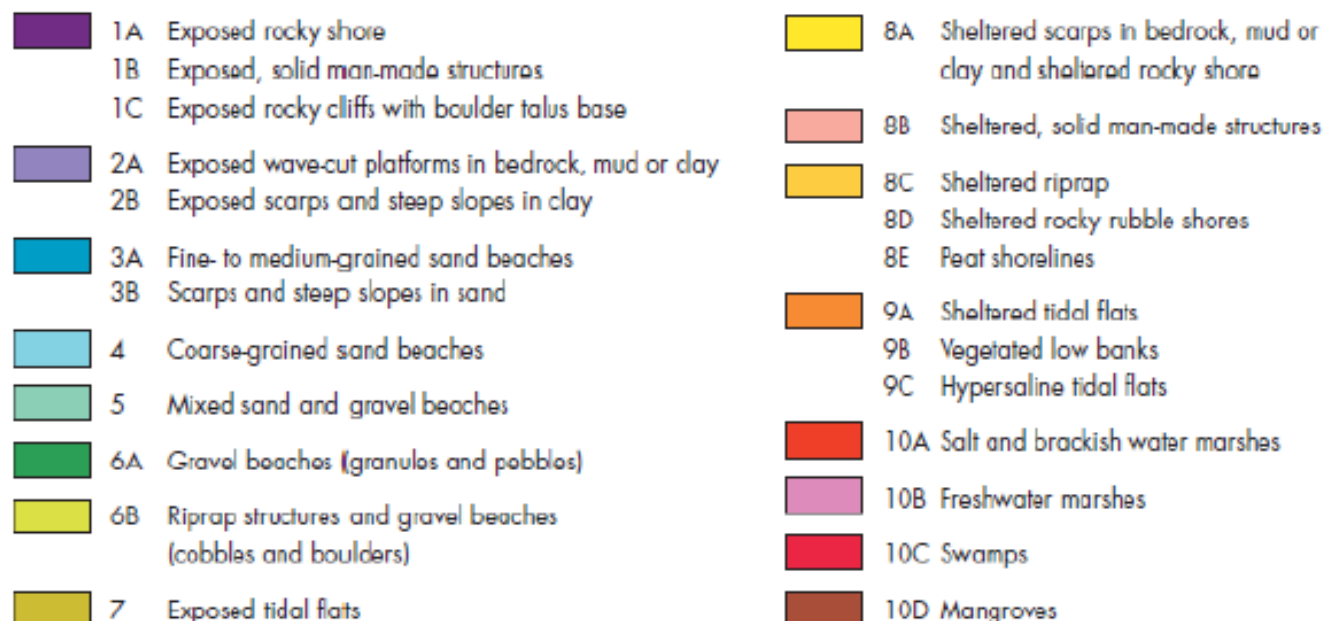 1A Exposed rocky shore
1B Exposed, solid man-made structures
1C Exposed rocky cliffs with boulder talus base
2A Exposed wave-cut platforms in bedrock, mud or clay
2B Exposed scarps and steep slopes in clay
3A Fine- to medium-grained sand beaches
3B Scarps and steep slopes in sand
4 Coarse-grained sand beaches
5 Mixed sand and gravel beaches
6A Gravel beaches (granules and pebbles)
6B Riprap structures and gravel beaches
(cobbles and boulders)
7 Exposed tidal flats
8A Sheltered scarps in bedrock, mud or
clay and sheltered rocky shore
8B Sheltered, solid man-made structures
8C Sheltered riprap
8D Sheltered rocky rubble shores
8E Peat shorelines
9A Sheltered tidal flats
9B Vegetated low banks
9C Hypersaline tidal flats
10A Salt and brackish water marshes
10B Freshwater marshes
10C Swamps
10D Mangroves